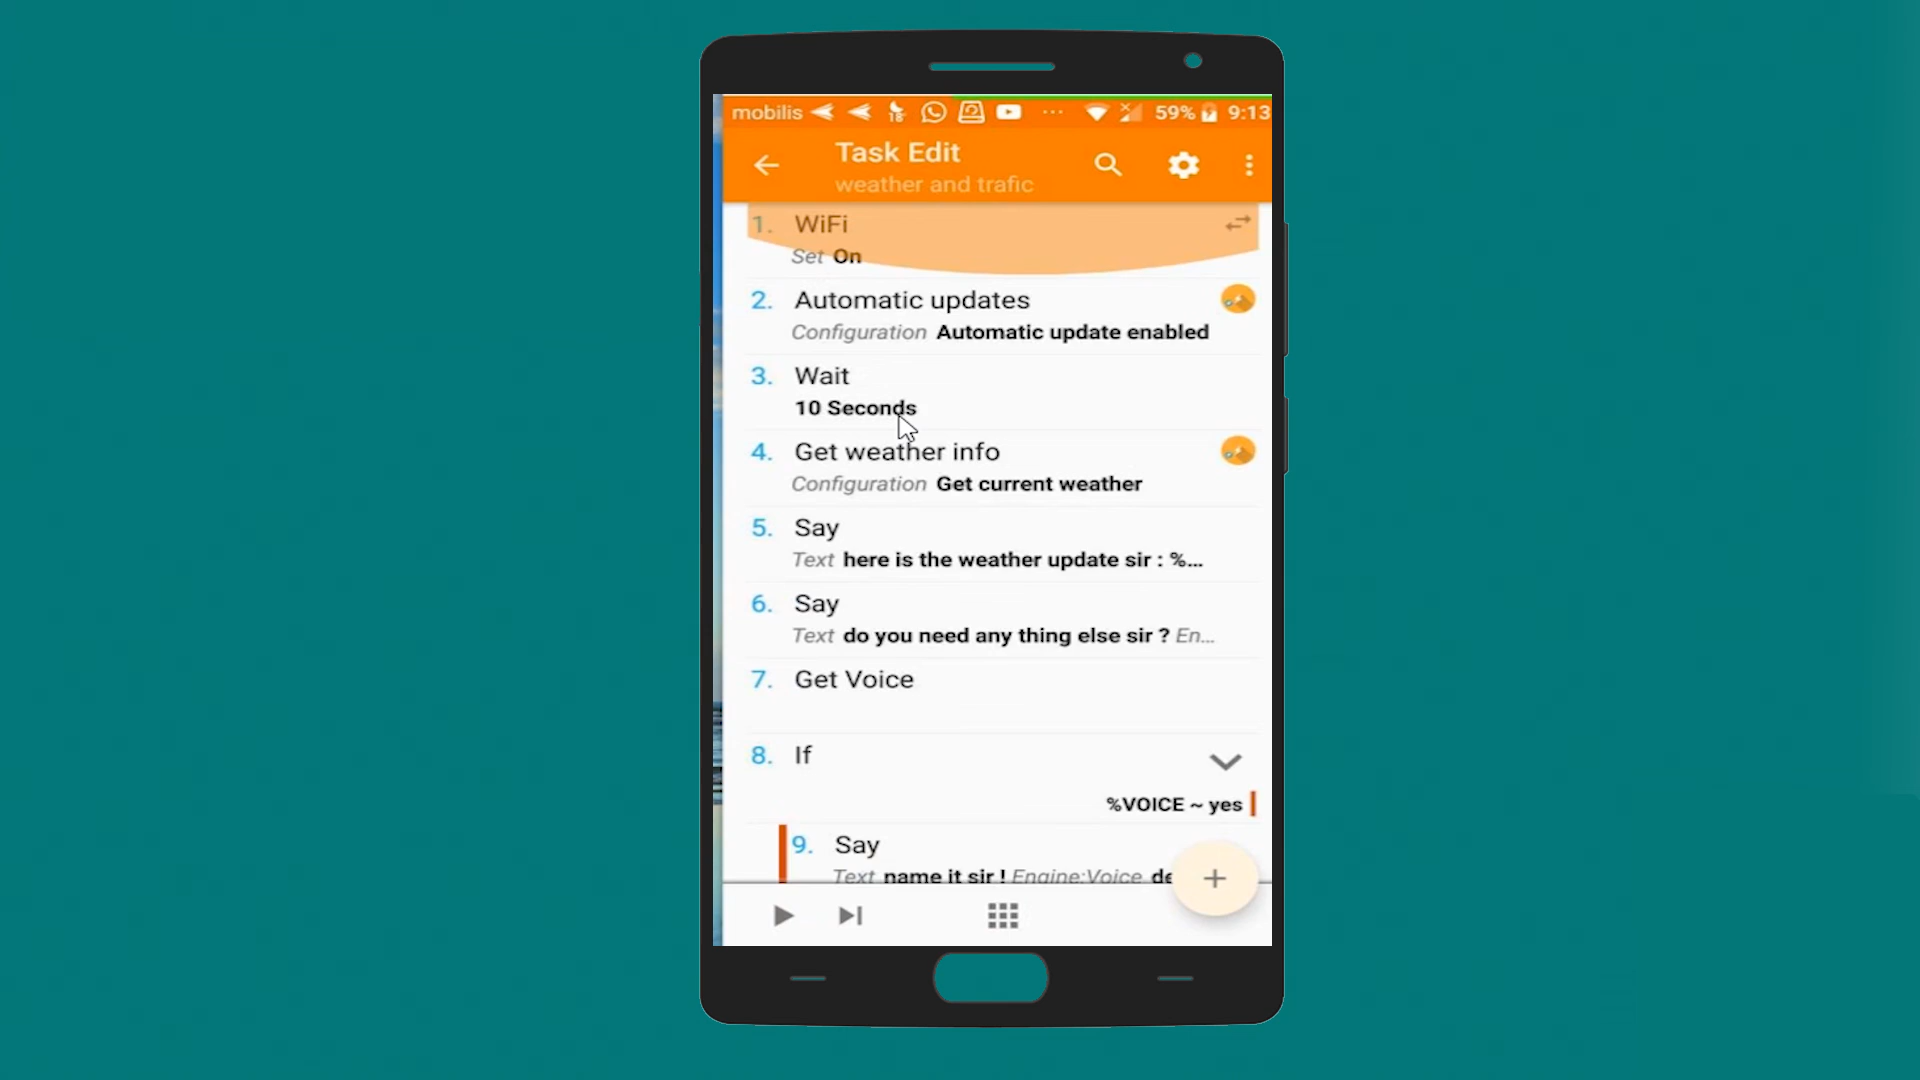 mobilis 18 ... 59% 9:13
Task Edit
weather and trafic
1. WiFi
Set On
2. Automatic updates
Configuration Automatic update enabled
3. Wait
10 Seconds
4. Get weather info
Configuration Get current weather
5. Say
Text here is the weather update sir : %...
6. Say
Text do you need any thing else sir ? En...
7. Get Voice
8. If
%VOICE ~ yes
9. Say
Text name it sir ! Engine:Voice de